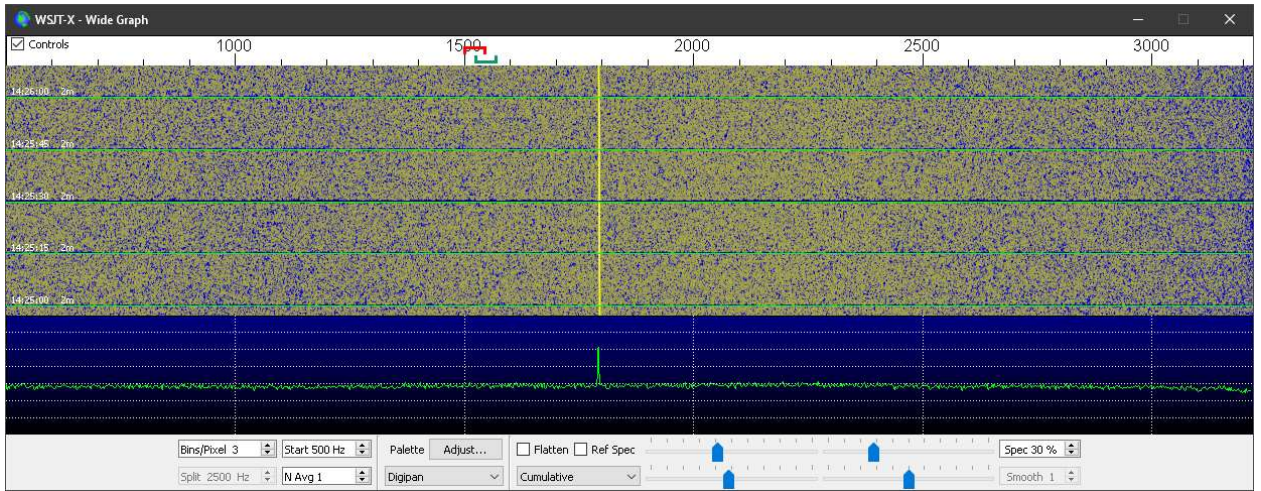 WSJT-X - Wide Graph
Controls 1000 1500 2000 2500 3000
14:26:00 2m
14:25:45 2m
14:25:30 2m
14:25:15 2m
14:25:00 2m
Bins/Pixel 3 Start 500 Hz Palette Adjust... Flatten Ref Spec Spec 30 %
Split 2500 Hz N Avg 1 Digipan Cumulative Smooth 1